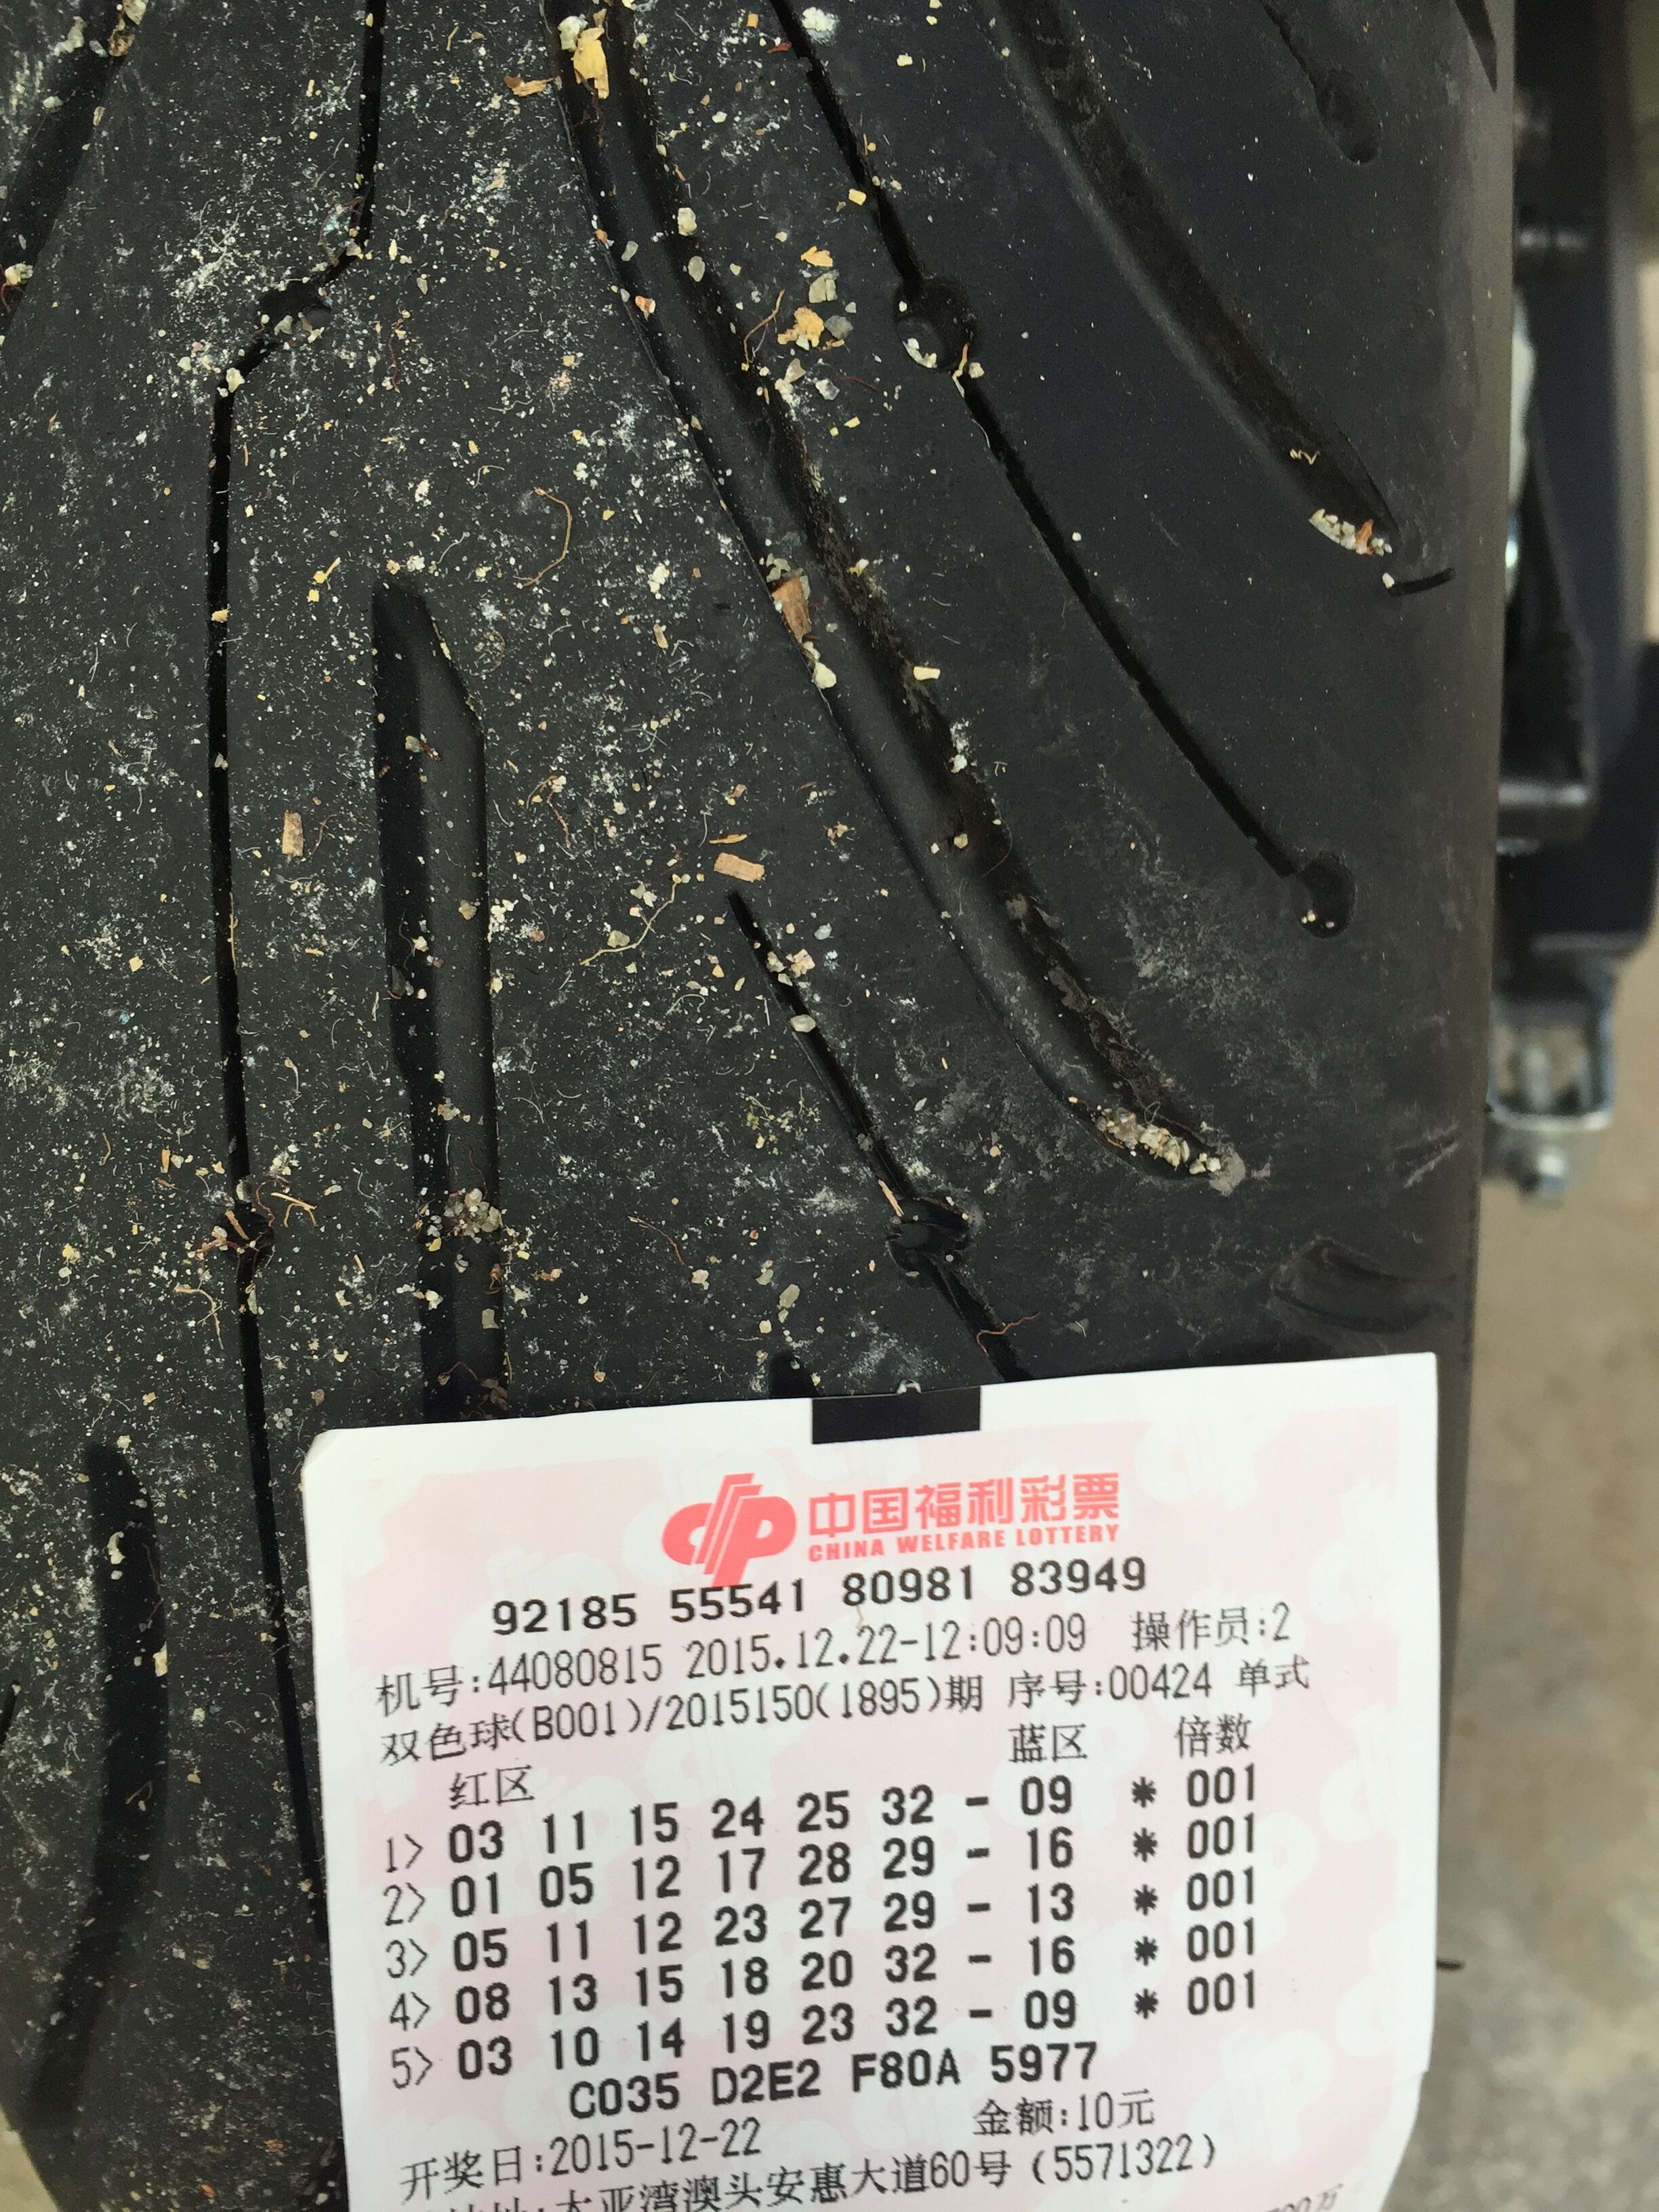 中国福利彩票
CHINA WELFARE LOTTERY
92185 55541 80981 83949
机号:44080815 2015.12.22-12:09:09 操作员:2
双色球(B001)/2015150(1895)期 序号:00424 单式
红区 蓝区 倍数
1> 03 11 15 24 25 32 - 09 * 001
2> 01 05 12 17 28 29 - 16 * 001
3> 05 11 12 23 27 29 - 13 * 001
4> 08 13 15 18 20 32 - 16 * 001
5> 03 10 14 19 23 32 - 09 * 001
C035 D2E2 F80A 5977
开奖日:2015-12-22 金额:10元
地:大亚湾澳头安惠大道60号(5571322)